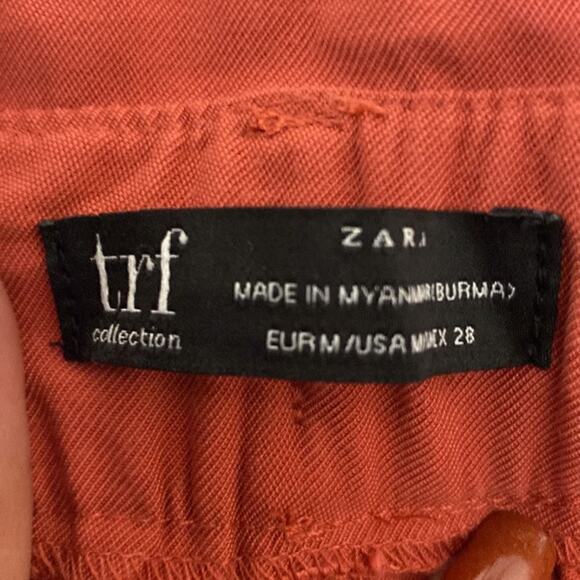 trf
collection
ZARA
MADE IN MYANMAR(BURMA)
EUR M/USA M/MEX 28